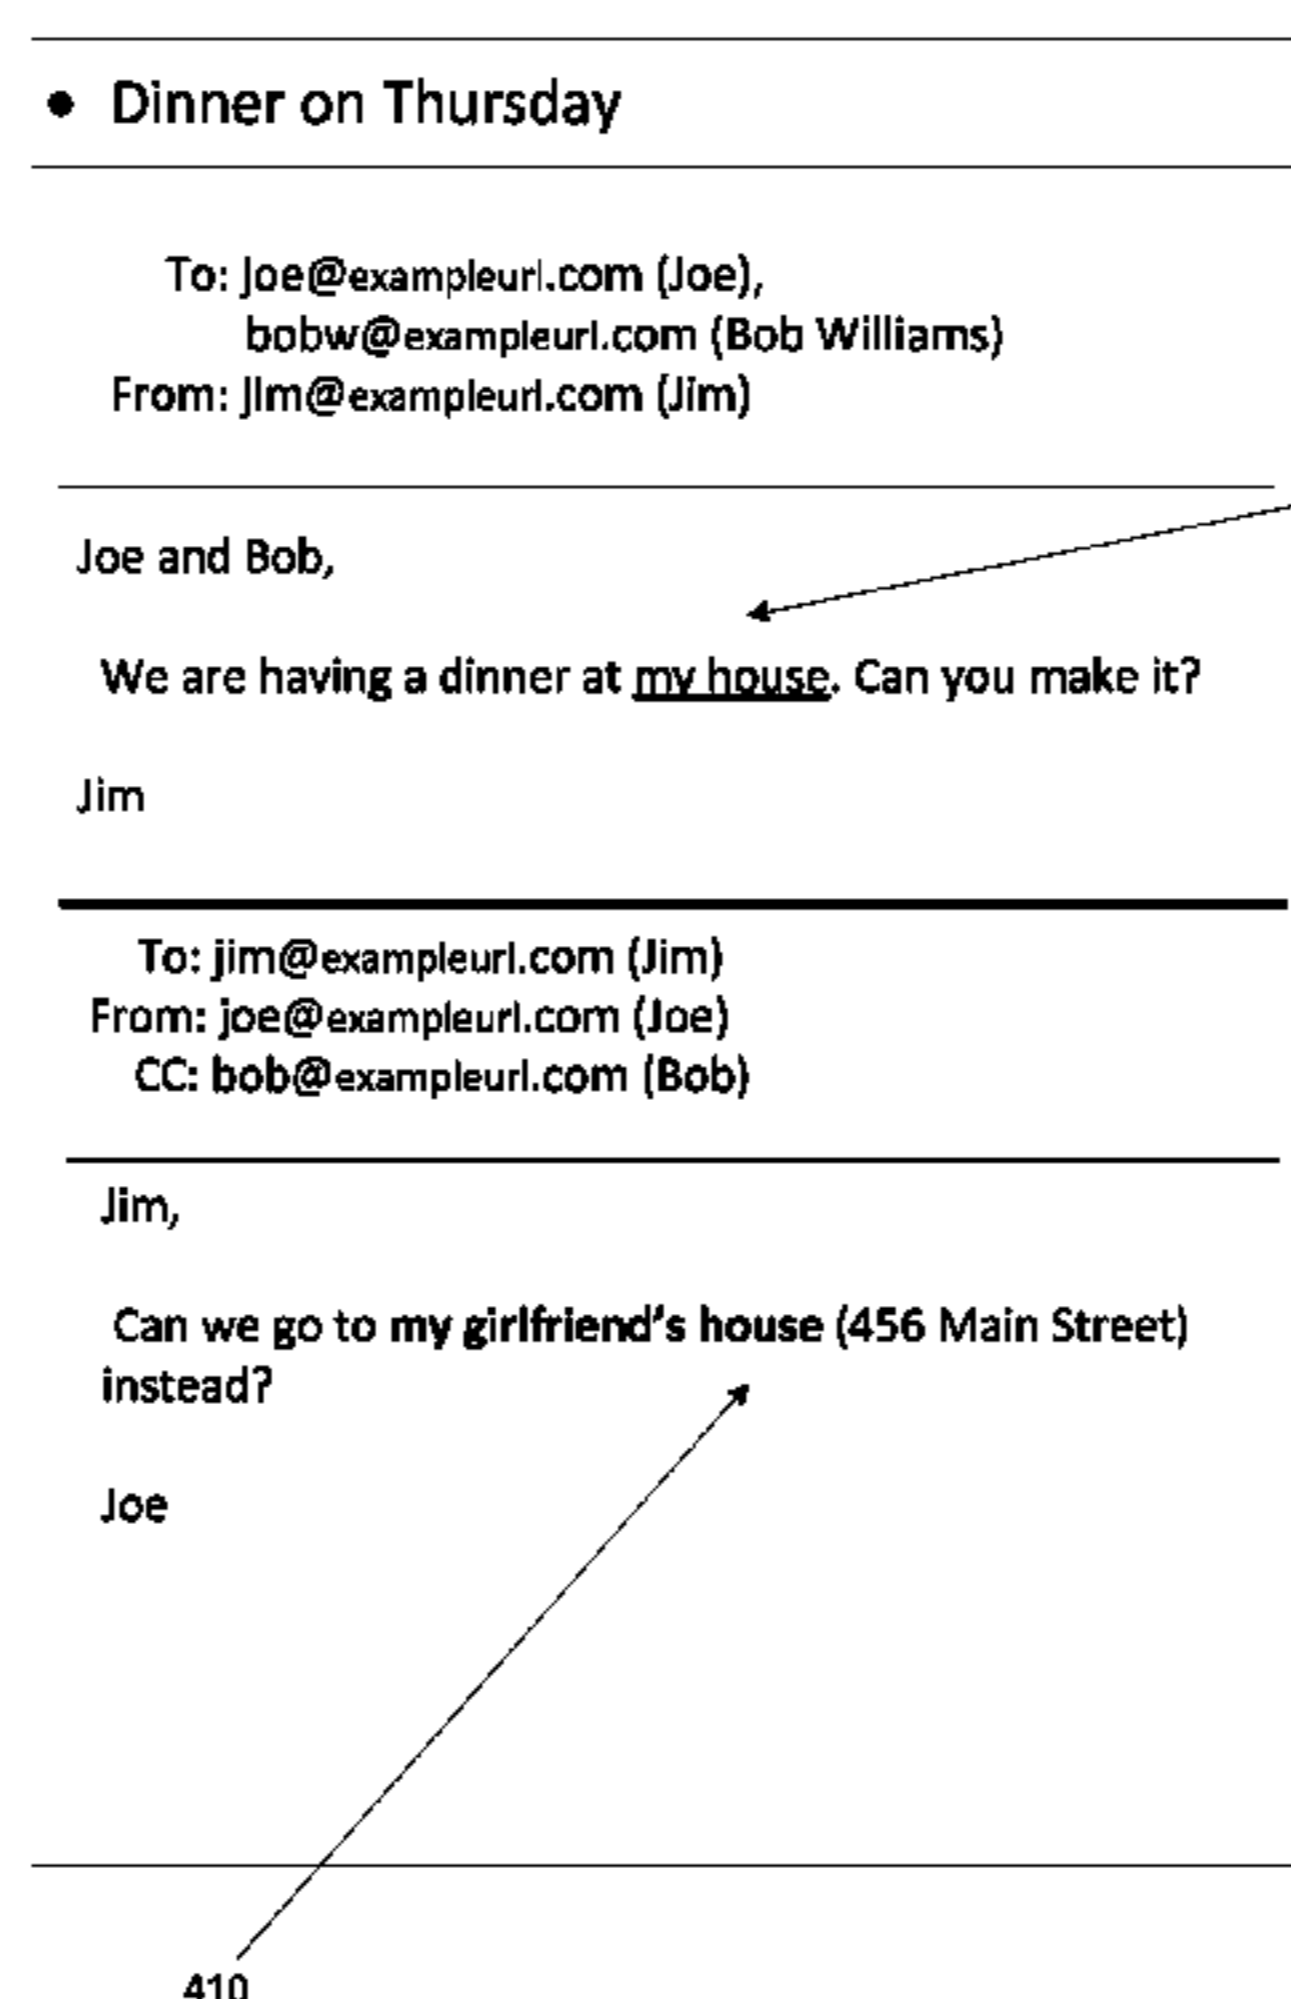 • Dinner on Thursday
To: Joe@exampleurl.com (Joe),
bobw@exampleurl.com (Bob Williams)
From: Jim@exampleurl.com (Jim)
Joe and Bob,
We are having a dinner at my house. Can you make it?
Jim
To: jim@exampleurl.com (Jim)
From: joe@exampleurl.com (Joe)
CC: bob@exampleurl.com (Bob)
Jim,
Can we go to my girlfriend's house (456 Main Street)
instead?
Joe
410